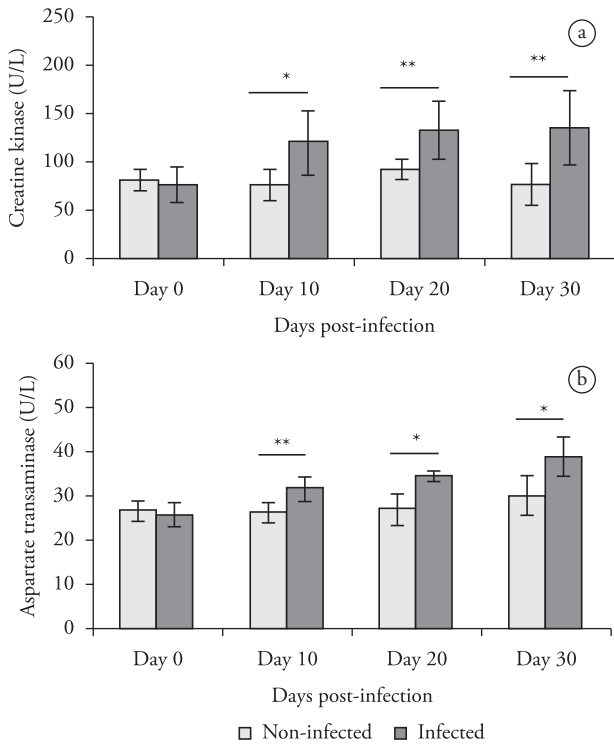 250
200
150
100
50
0
Creatine kinase (U/L)
a
*
**
**
Day 0 Day 10 Day 20 Day 30
Days post-infection
60
50
40
30
20
10
0
Aspartate transaminase (U/L)
b
**
*
*
Day 0 Day 10 Day 20 Day 30
Days post-infection
Non-infected Infected